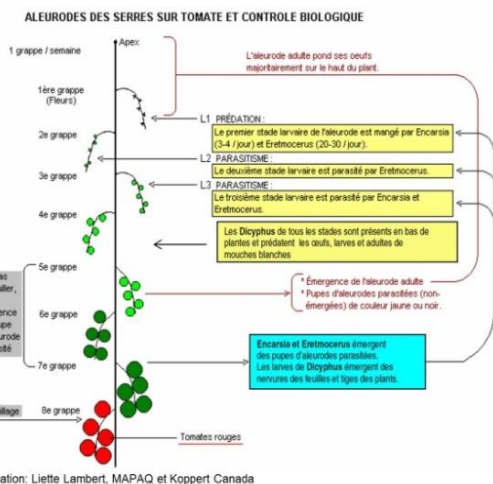 ALEURODES DES SERRES SUR TOMATE ET CONTROLE BIOLOGIQUE
Apex
1 grappe / semaine
L'aleurode adulte pond ses oeufs
majoritairement sur le haut du plant.
1ère grappe
(Fleurs)
L1 PRÉDATION :
Le premier stade larvaire de l'aleurode est mangé par Encarsia
(3-4 / jour) et Eretmocerus (20-30 / jour).
2e grappe
L2 PARASITISME :
Le deuxième stade larvaire est parasité par Eretmocerus.
3e grappe
L3 PARASITISME :
Le troisième stade larvaire est parasité par Encarsia et
Eretmocerus.
4e grappe
Les Dicyphus de tous les stades sont présents en bas de
plantes et prédatent les œufs, larves et adultes de
mouches blanches
5e grappe
* Émergence de l'aleurode adulte
* Pupes d'aleurodes parasitées (non-
émergées) de couleur jaune ou noir.
6e grappe
Encarsia et Eretmocerus émergent
des pupes d'aleurodes parasitées.
Les larves de Dicyphus émergent des
nervures des feuilles et tiges des plants.
7e grappe
8e grappe
Tomates rouges
ation: Liette Lambert, MAPAQ et Koppert Canada